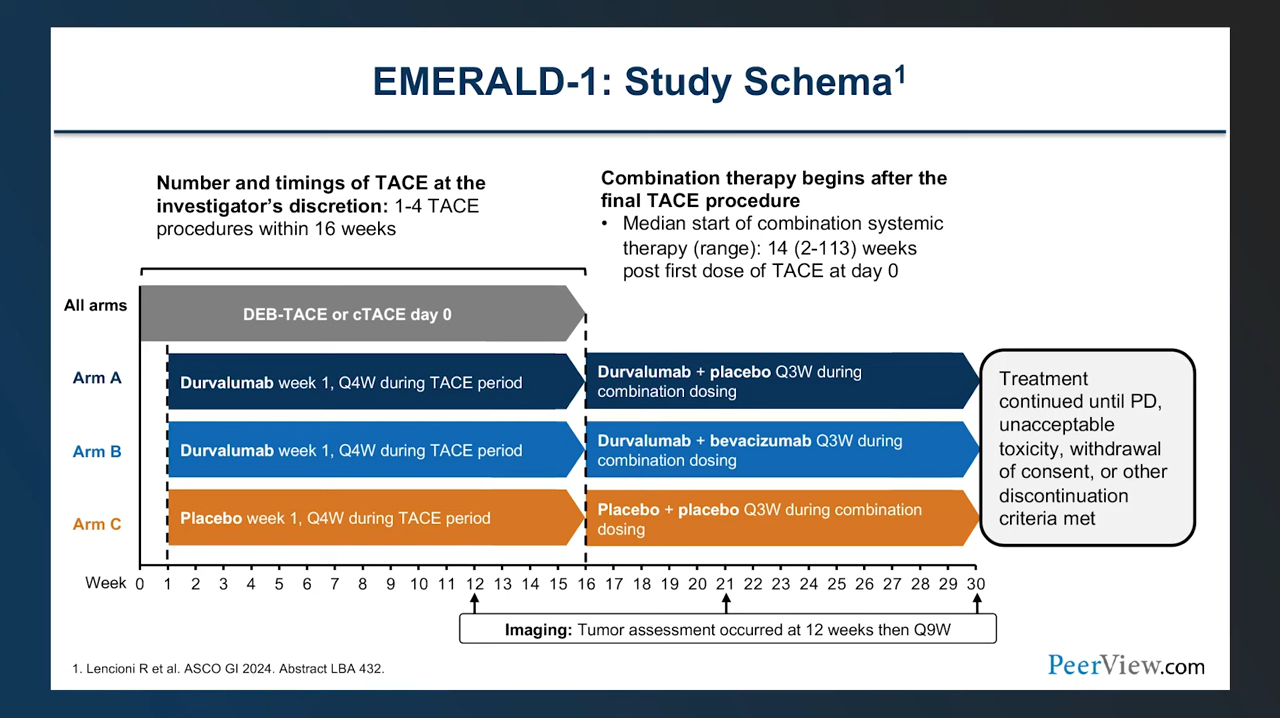 EMERALD-1: Study Schema1
Number and timings of TACE at the
investigator's discretion: 1-4 TACE
procedures within 16 weeks
Combination therapy begins after the
final TACE procedure
• Median start of combination systemic
therapy (range): 14 (2-113) weeks
post first dose of TACE at day 0
All arms
DEB-TACE or cTACE day 0
Arm A
Durvalumab week 1, Q4W during TACE period
Durvalumab + placebo Q3W during
combination dosing
Arm B
Durvalumab week 1, Q4W during TACE period
Durvalumab + bevacizumab Q3W during
combination dosing
Arm C
Placebo week 1, Q4W during TACE period
Placebo + placebo Q3W during combination
dosing
Treatment
continued until PD,
unacceptable
toxicity, withdrawal
of consent, or other
discontinuation
criteria met
Week 0 1 2 3 4 5 6 7 8 9 10 11 12 13 14 15 16 17 18 19 20 21 22 23 24 25 26 27 28 29 30
Imaging: Tumor assessment occurred at 12 weeks then Q9W
1. Lencioni R et al. ASCO GI 2024. Abstract LBA 432.
PeerView.com